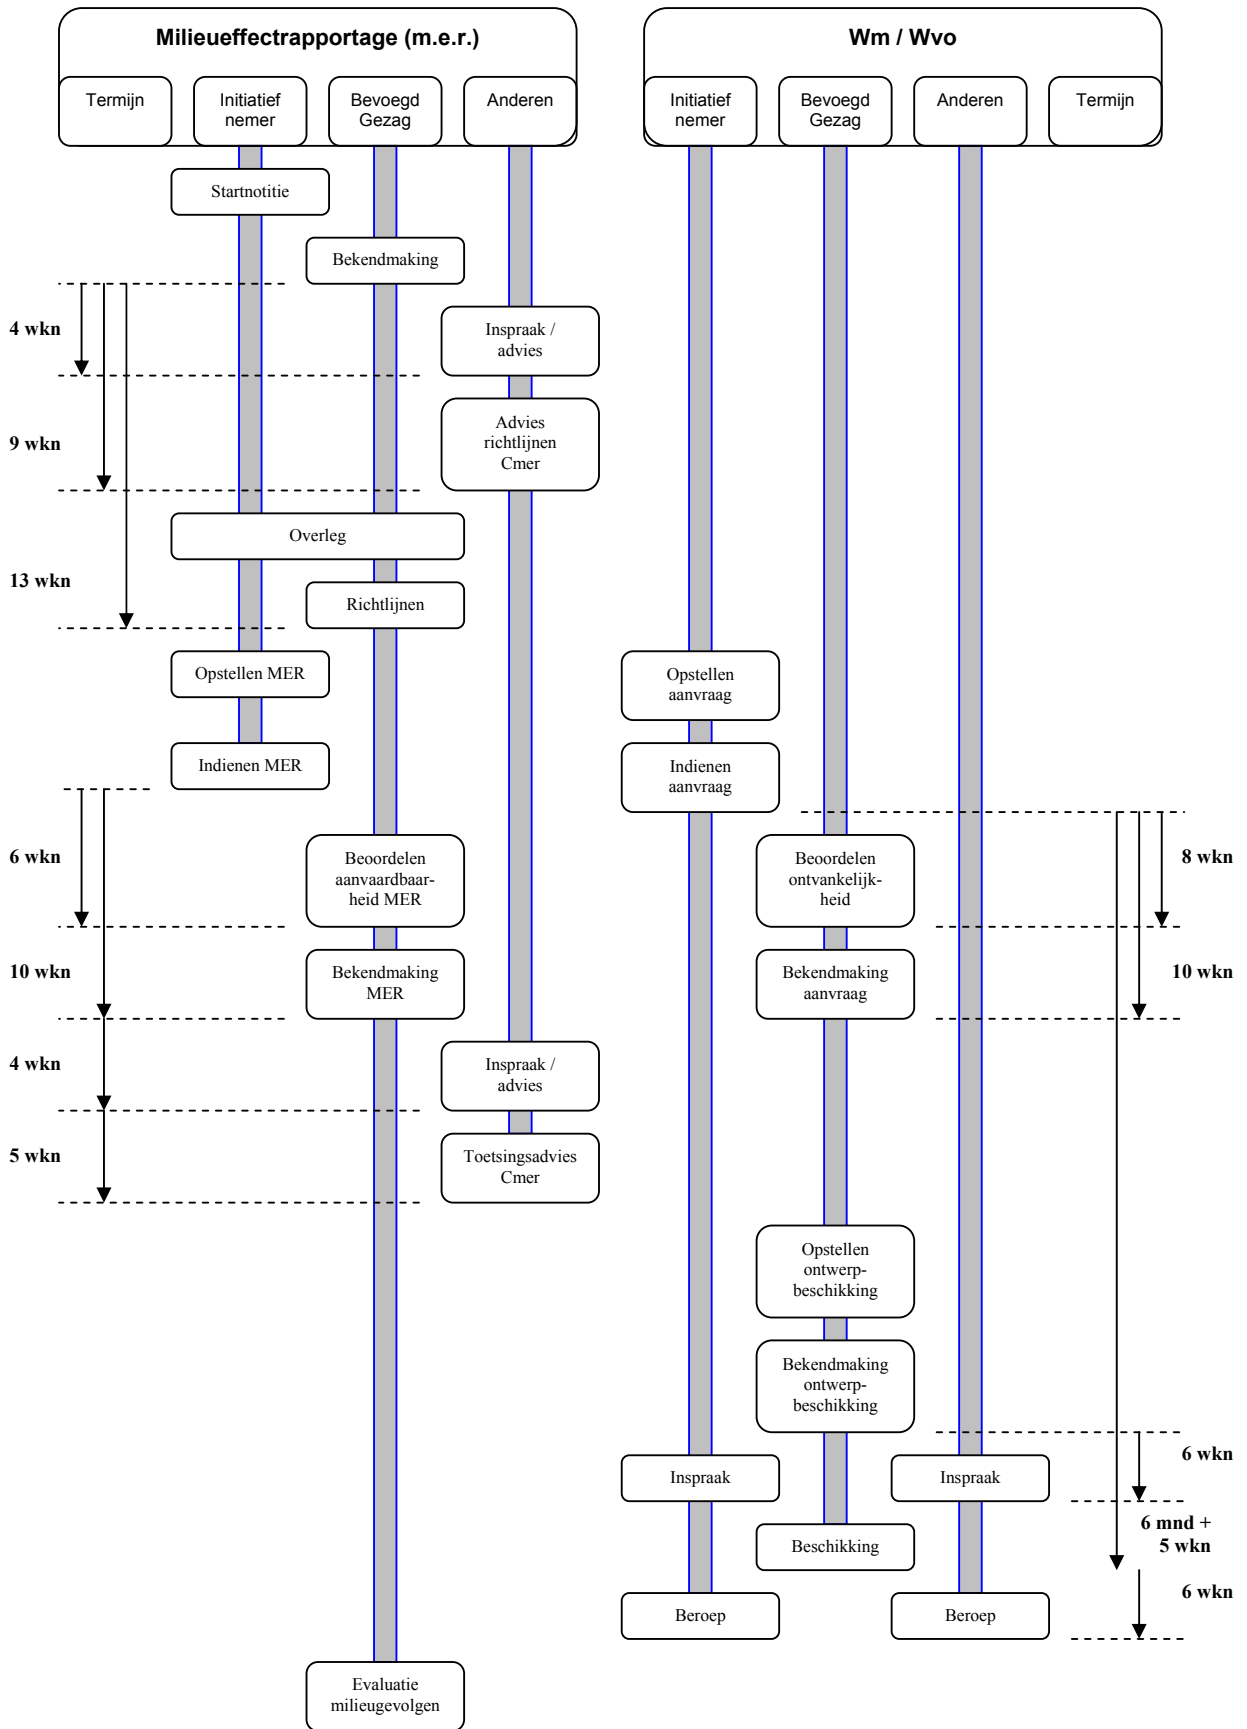 Milieueffectrapportage (m.e.r.)
Termijn
Initiatief
nemer
Bevoegd
Gezag
Anderen
Wm / Wvo
Initiatief
nemer
Bevoegd
Gezag
Anderen
Termijn
Startnotitie
Bekendmaking
4 wkn
Inspraak /
advies
9 wkn
Advies
richtlijnen
Cmer
Overleg
13 wkn
Richtlijnen
Opstellen MER
Opstellen
aanvraag
Indienen MER
Indienen
aanvraag
6 wkn
Beoordelen
aanvaardbaar-
heid MER
Beoordelen
ontvankelijk-
heid
8 wkn
10 wkn
Bekendmaking
MER
Bekendmaking
aanvraag
10 wkn
4 wkn
Inspraak /
advies
5 wkn
Toetsingsadvies
Cmer
Opstellen
ontwerp-
beschikking
Bekendmaking
ontwerp-
beschikking
6 wkn
Inspraak
Inspraak
6 mnd +
5 wkn
Beschikking
6 wkn
Beroep
Beroep
Evaluatie
milieugevolgen